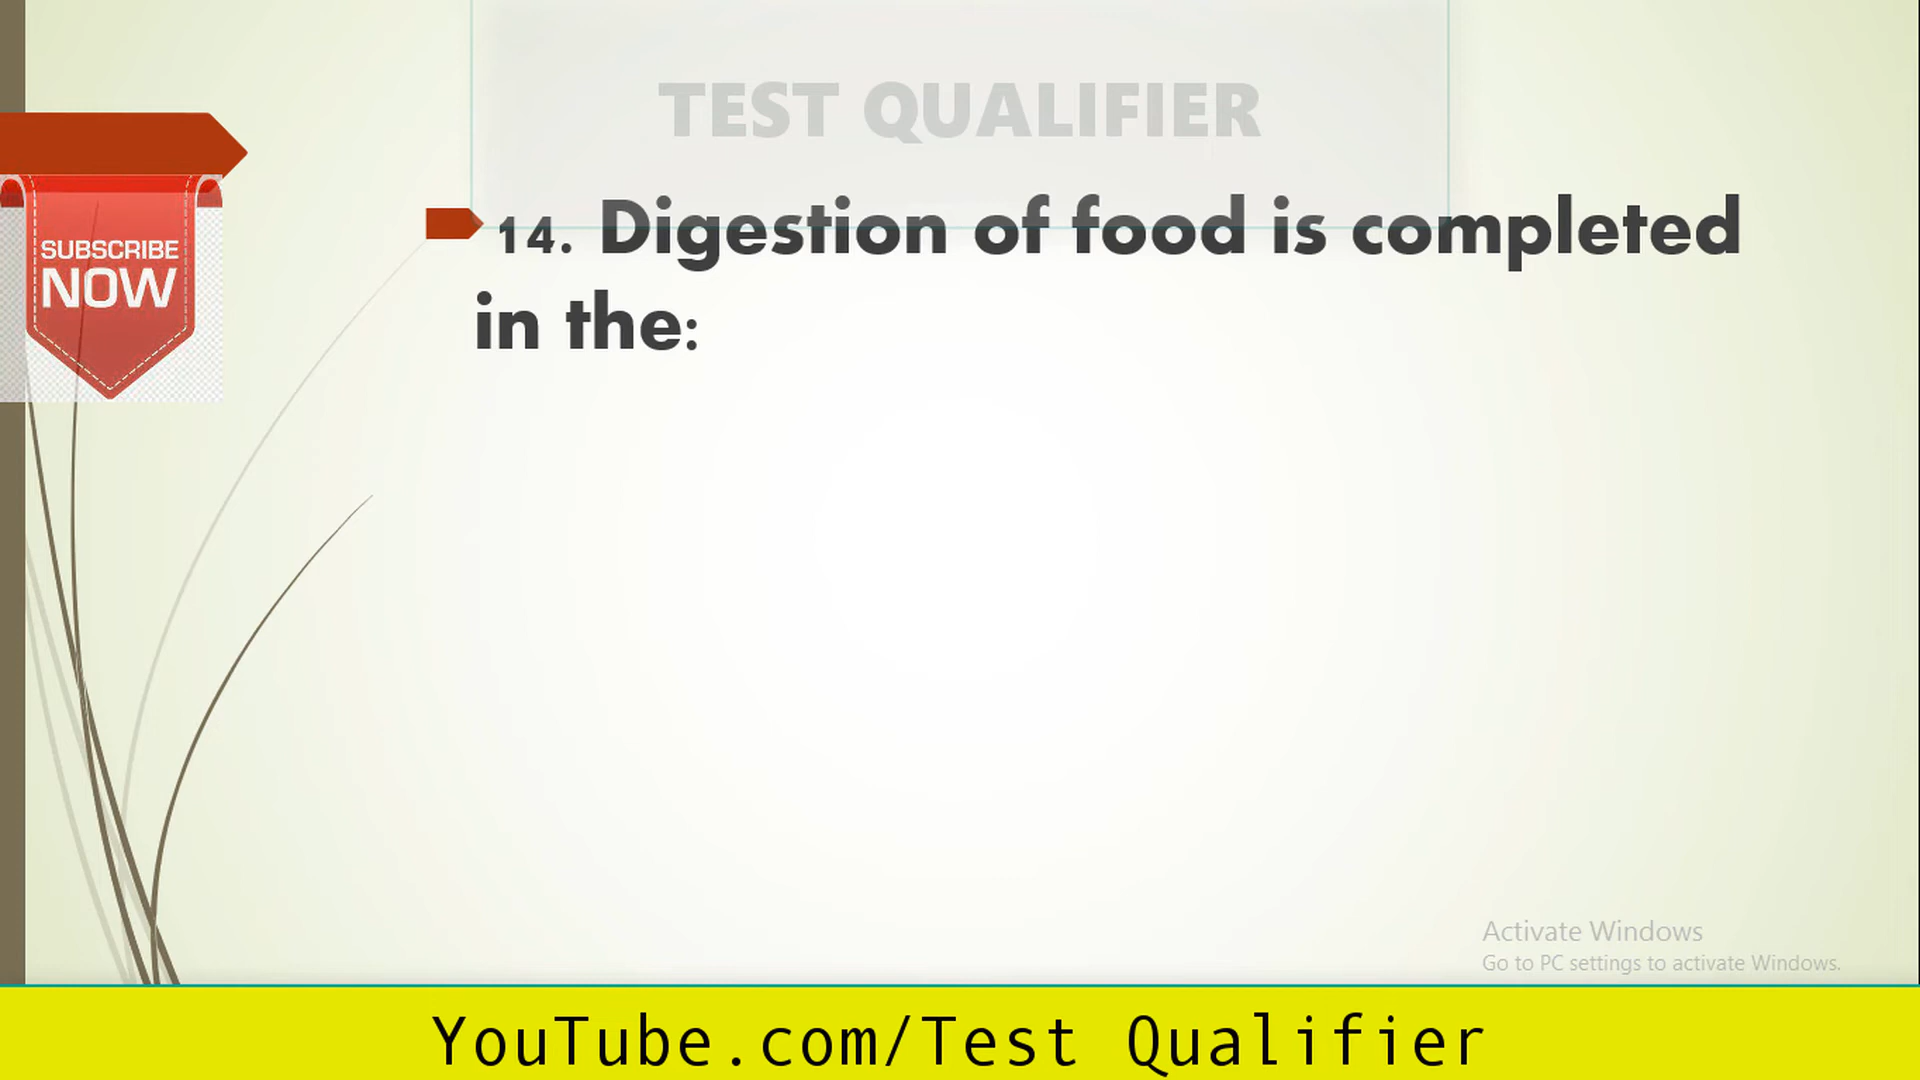 TEST QUALIFIER
SUBSCRIBE
NOW
14. Digestion of food is completed
in the:
Activate Windows
Go to PC settings to activate Windows.
YouTube.com/Test Qualifier